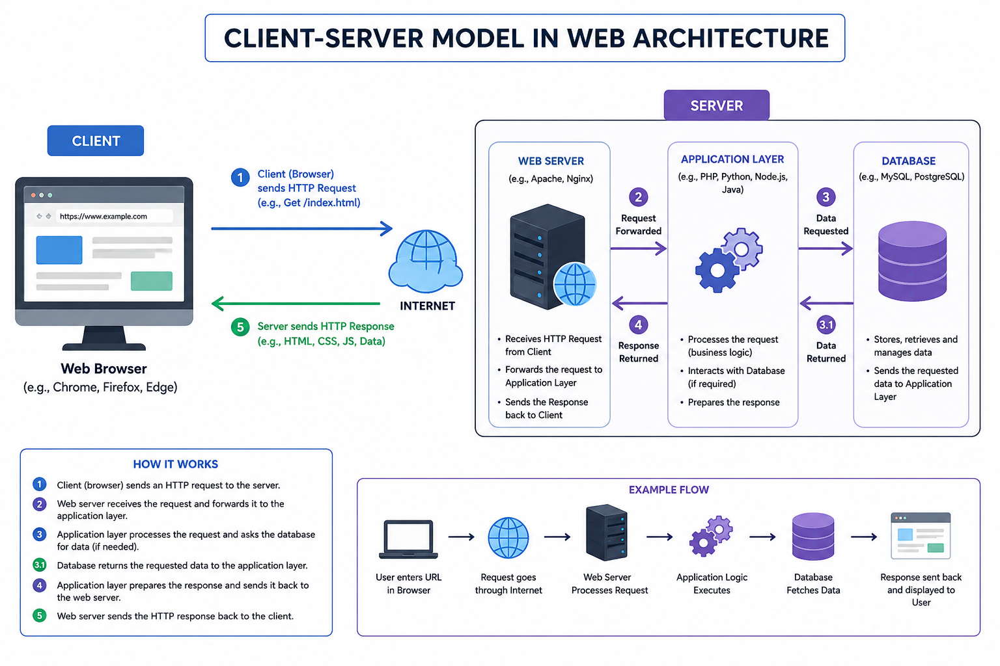 CLIENT-SERVER MODEL IN WEB ARCHITECTURE
CLIENT
https://www.example.com
Web Browser
(e.g., Chrome, Firefox, Edge)
1
Client (Browser)
sends HTTP Request
(e.g., Get /index.html)
INTERNET
5
Server sends HTTP Response
(e.g., HTML, CSS, JS, Data)
SERVER
WEB SERVER
(e.g., Apache, Nginx)
• Receives HTTP Request
from Client
• Forwards the request to
Application Layer
• Sends the Response
back to Client
2
Request
Forwarded
4
Response
Returned
APPLICATION LAYER
(e.g., PHP, Python, Node.js,
Java)
• Processes the request
(business logic)
• Interacts with Database
(if required)
• Prepares the response
3
Data
Requested
3.1
Data
Returned
DATABASE
(e.g., MySQL, PostgreSQL)
• Stores, retrieves and
manages data
• Sends the requested
data to Application
Layer
HOW IT WORKS
1 Client (browser) sends an HTTP request to the server.
2 Web server receives the request and forwards it to the
application layer.
3 Application layer processes the request and asks the database
for data (if needed).
3.1 Database returns the requested data to the application layer.
4 Application layer prepares the response and sends it back to
the web server.
5 Web server sends the HTTP response back to the client.
EXAMPLE FLOW
User enters URL
in Browser
Request goes
through Internet
Web Server
Processes Request
Application Logic
Executes
Database
Fetches Data
Response sent back
and displayed to
User